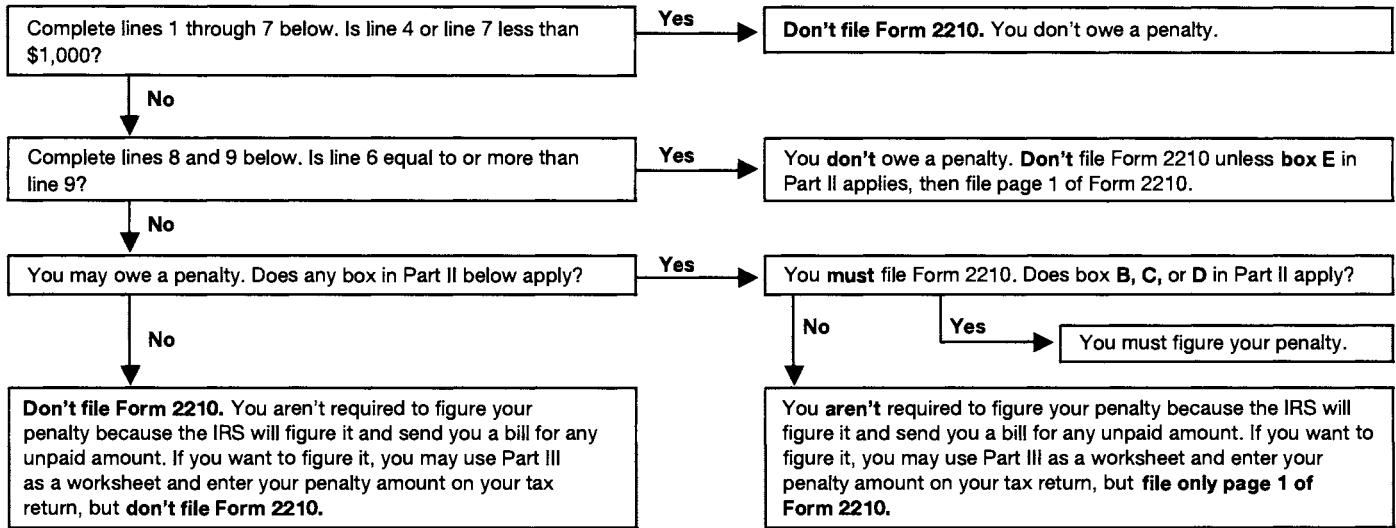 Complete lines 1 through 7 below. Is line 4 or line 7 less than
$1,000?
Yes
Don't file Form 2210. You don't owe a penalty.
No
Complete lines 8 and 9 below. Is line 6 equal to or more than
line 9?
Yes
You don't owe a penalty. Don't file Form 2210 unless box E in
Part II applies, then file page 1 of Form 2210.
No
You may owe a penalty. Does any box in Part II below apply?
Yes
You must file Form 2210. Does box B, C, or D in Part II apply?
No
Yes
You must figure your penalty.
No
Don't file Form 2210. You aren't required to figure your
penalty because the IRS will figure it and send you a bill for any
unpaid amount. If you want to figure it, you may use Part III
as a worksheet and enter your penalty amount on your tax
return, but don't file Form 2210.
You aren't required to figure your penalty because the IRS will
figure it and send you a bill for any unpaid amount. If you want to
figure it, you may use Part III as a worksheet and enter your
penalty amount on your tax return, but file only page 1 of
Form 2210.